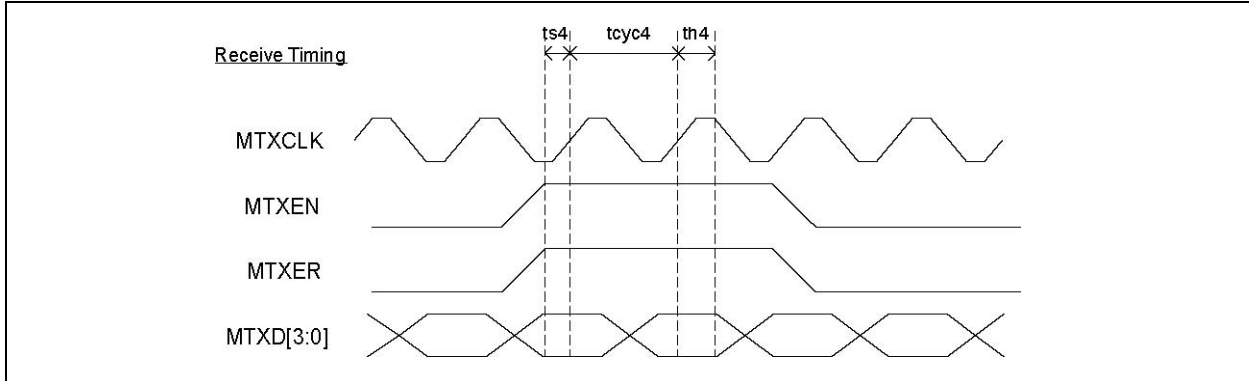 ts4 tcyc4 th4
Receive Timing
MTXCLK
MTXEN
MTXER
MTXD[3:0]